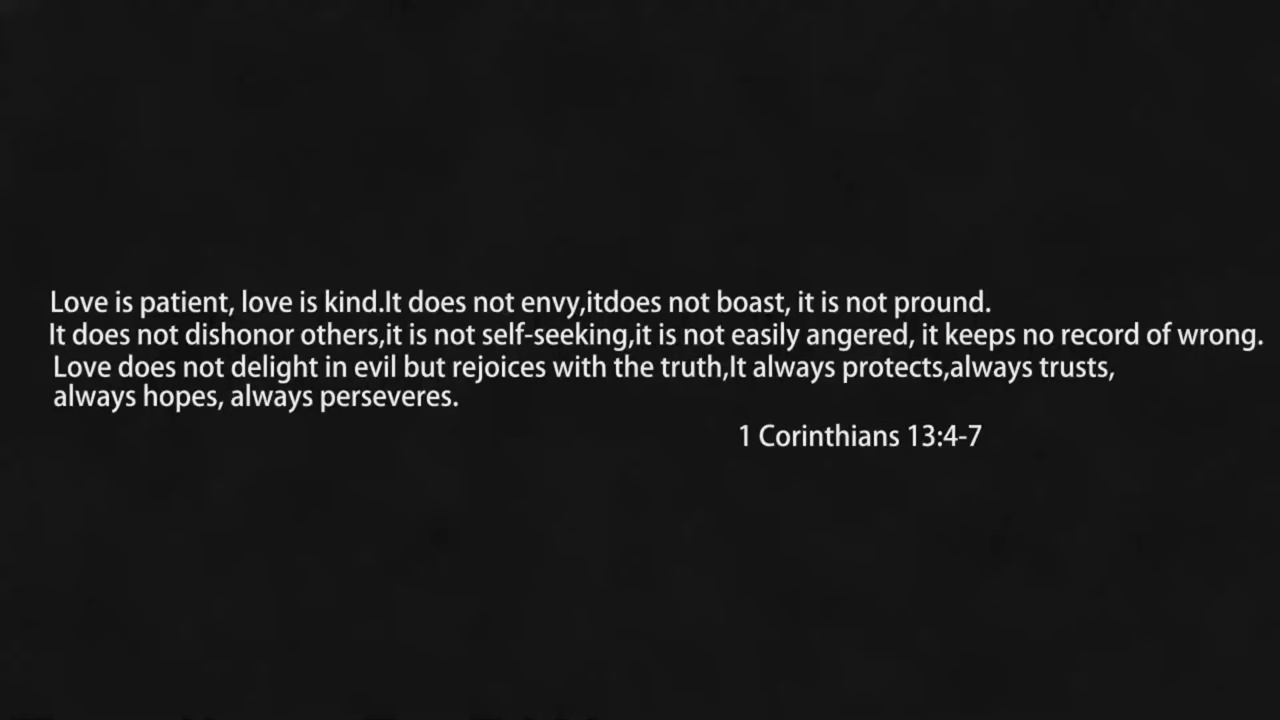 Love is patient, love is kind.It does not envy,itdoes not boast, it is not pround.
It does not dishonor others,it is not self-seeking,it is not easily angered, it keeps no record of wrong.
Love does not delight in evil but rejoices with the truth,It always protects,always trusts,
always hopes, always perseveres.
1 Corinthians 13:4-7